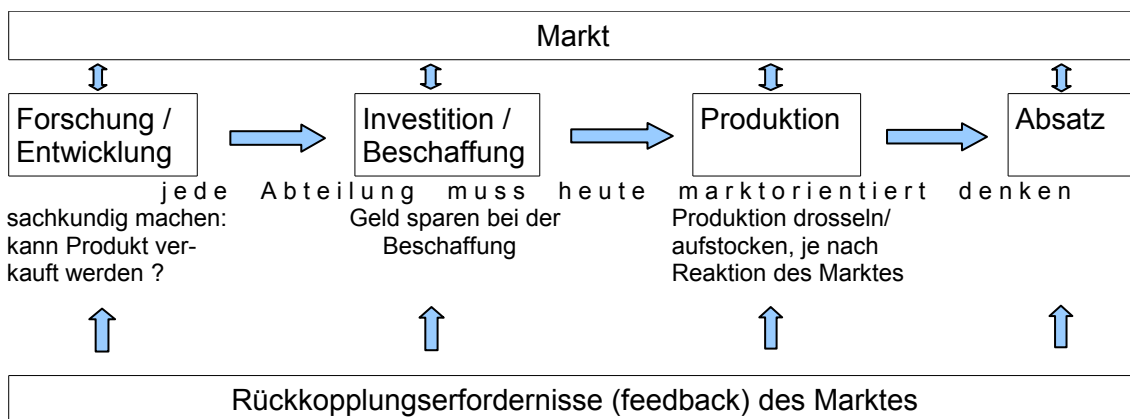 Markt
Forschung /
Entwicklung
Investition /
Beschaffung
Produktion
Absatz
jede Abteilung muss heute marktorientiert denken
sachkundig machen:
kann Produkt ver-
kauft werden ?
Geld sparen bei der
Beschaffung
Produktion drosseln/
aufstocken, je nach
Reaktion des Marktes
Rückkopplungserfordernisse (feedback) des Marktes